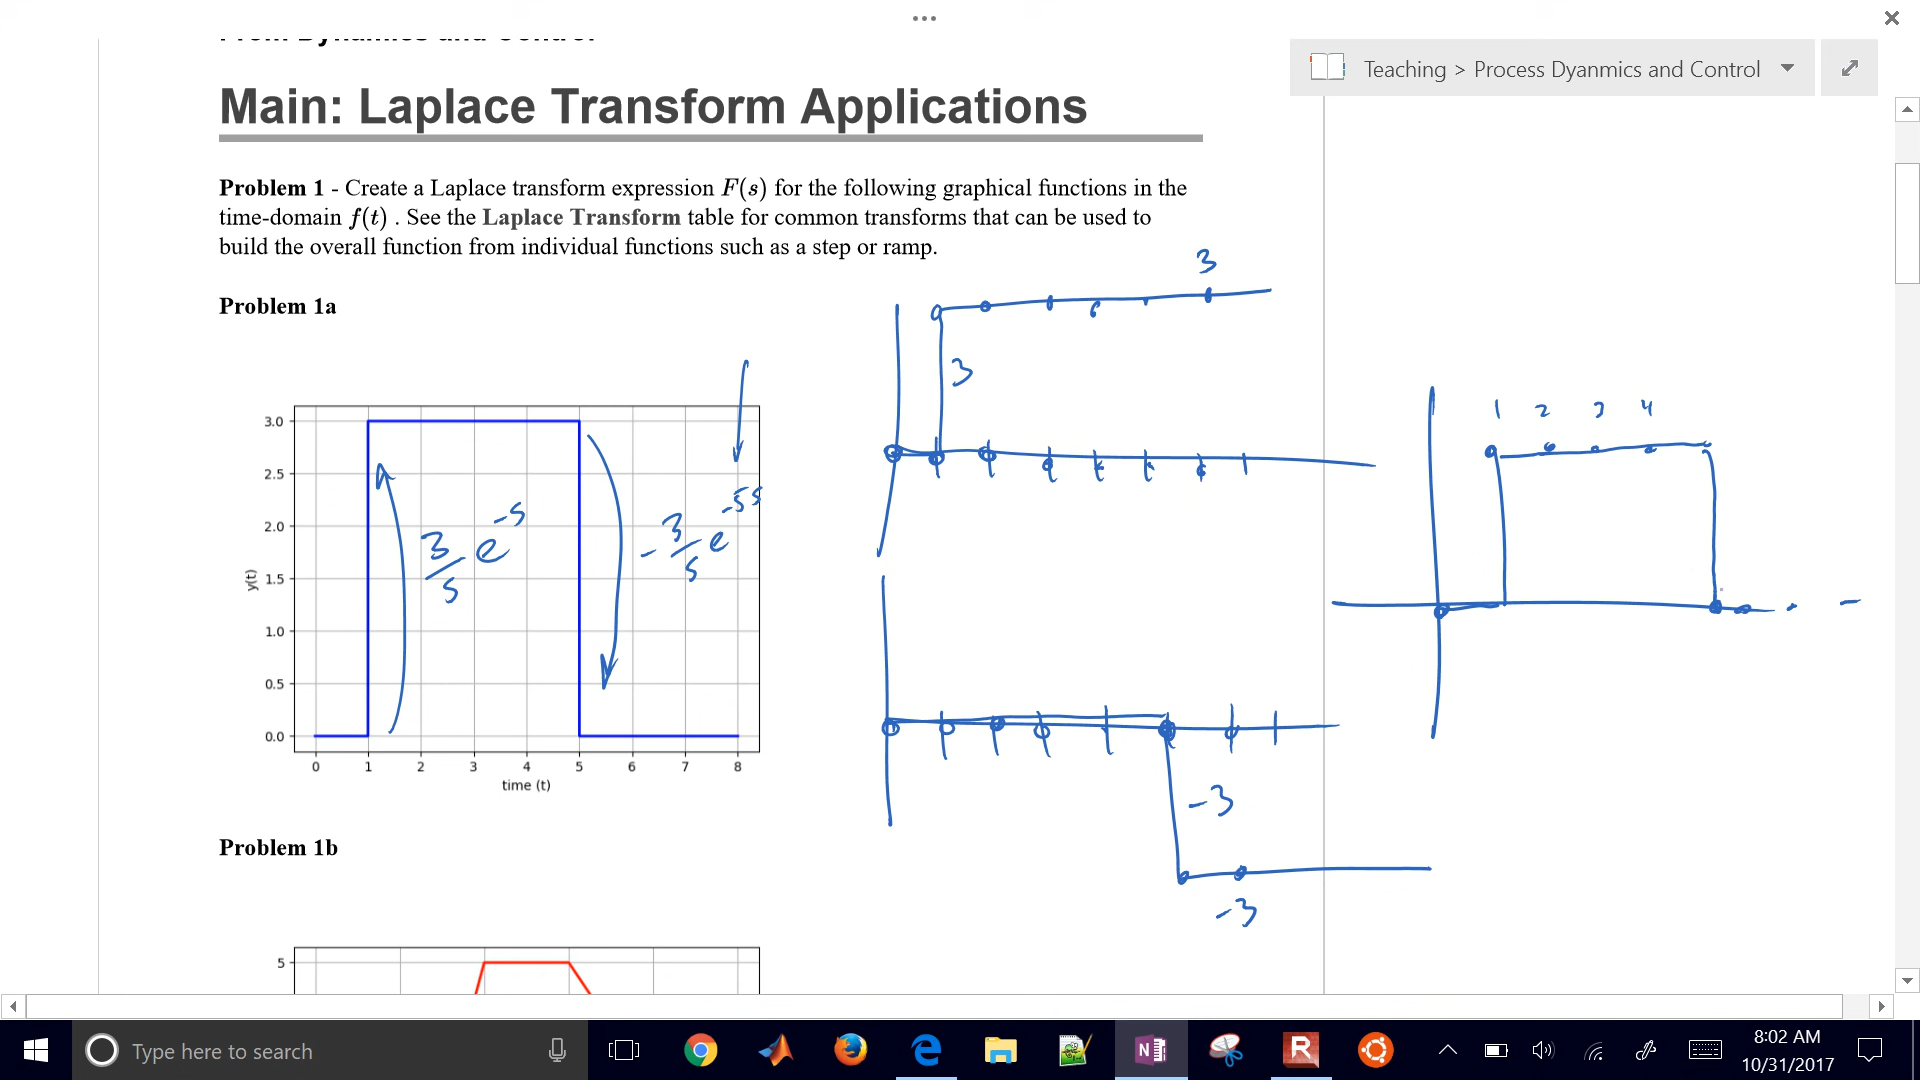 Teaching > Process Dyanmics and Control
Main: Laplace Transform Applications
Problem 1 - Create a Laplace transform expression F(s) for the following graphical functions in the
time-domain f(t) . See the Laplace Transform table for common transforms that can be used to
build the overall function from individual functions such as a step or ramp.
Problem 1a
3
3
1 2 3 4
3.0
2.5
2.0
1.5
1.0
0.5
0.0
y(t)
3/s e^-s
-3/s e^-5s
0 1 2 3 4 5 6 7 8
time (t)
-3
-3
Problem 1b
5
Type here to search
8:02 AM
10/31/2017